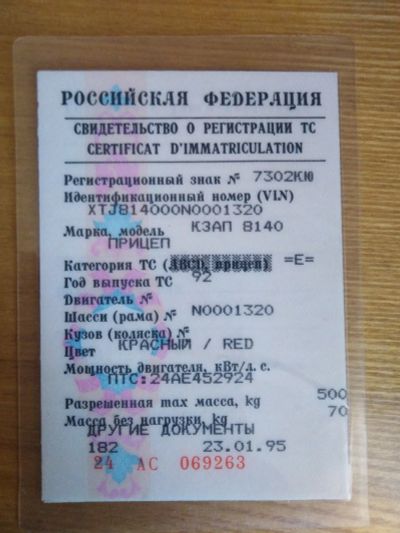 РОССИЙСКАЯ ФЕДЕРАЦИЯ
СВИДЕТЕЛЬСТВО О РЕГИСТРАЦИИ ТС
CERTIFICAT D'IMMATRICULATION
Регистрационный знак № 7302КЮ
Идентификационный номер (VIN)
XTJ814000N0001320
Марка, модель КЗАП 8140
ПРИЦЕП
Категория ТС (ABCD, прицеп) =E=
Год выпуска ТС 92
Двигатель №
Шасси (рама) № N0001320
Кузов (коляска) №
Цвет КРАСНЫЙ / RED
Мощность двигателя, кВт/л. с.
ПТС:24АЕ452924
Разрешенная max масса, kg 500
Масса без нагрузки, kg 70
ДРУГИЕ ДОКУМЕНТЫ
182 23.01.95
24 АС 069263